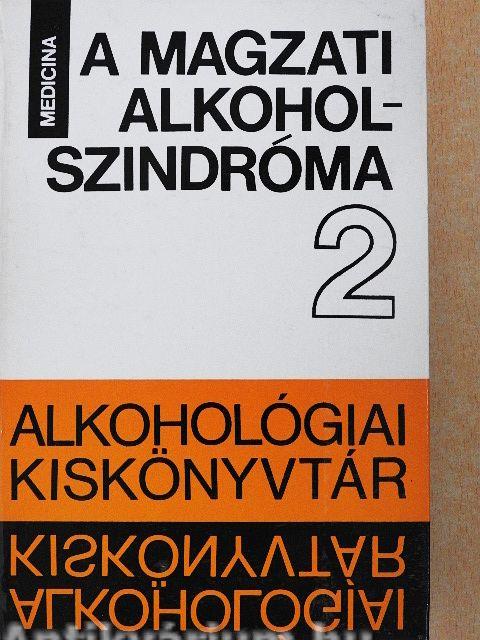 MEDICINA
A MAGZATI
ALKOHOL-
SZINDRÓMA
2
ALKOHOLÓGIAI
KISKÖNYVTÁR
KISKÖNYVTÁR
ALKOHOLÓGIAI